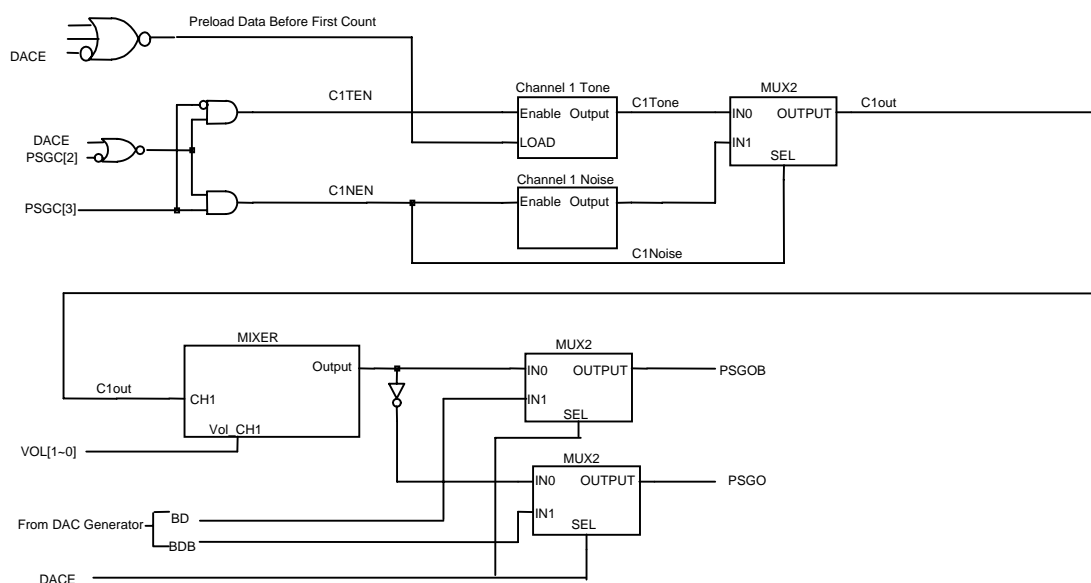 Preload Data Before First Count
DACE
Channel 1 Tone
MUX2
C1TEN
C1Tone
C1out
Enable Output
IN0 OUTPUT
DACE
LOAD
IN1
PSGC[2]
SEL
Channel 1 Noise
C1NEN
Enable Output
PSGC[3]
C1Noise
MIXER
MUX2
Output
IN0 OUTPUT
PSGOB
C1out
CH1
IN1
SEL
Vol_CH1
VOL[1~0]
MUX2
IN0 OUTPUT
PSGO
IN1
From DAC Generator
BD
SEL
BDB
DACE